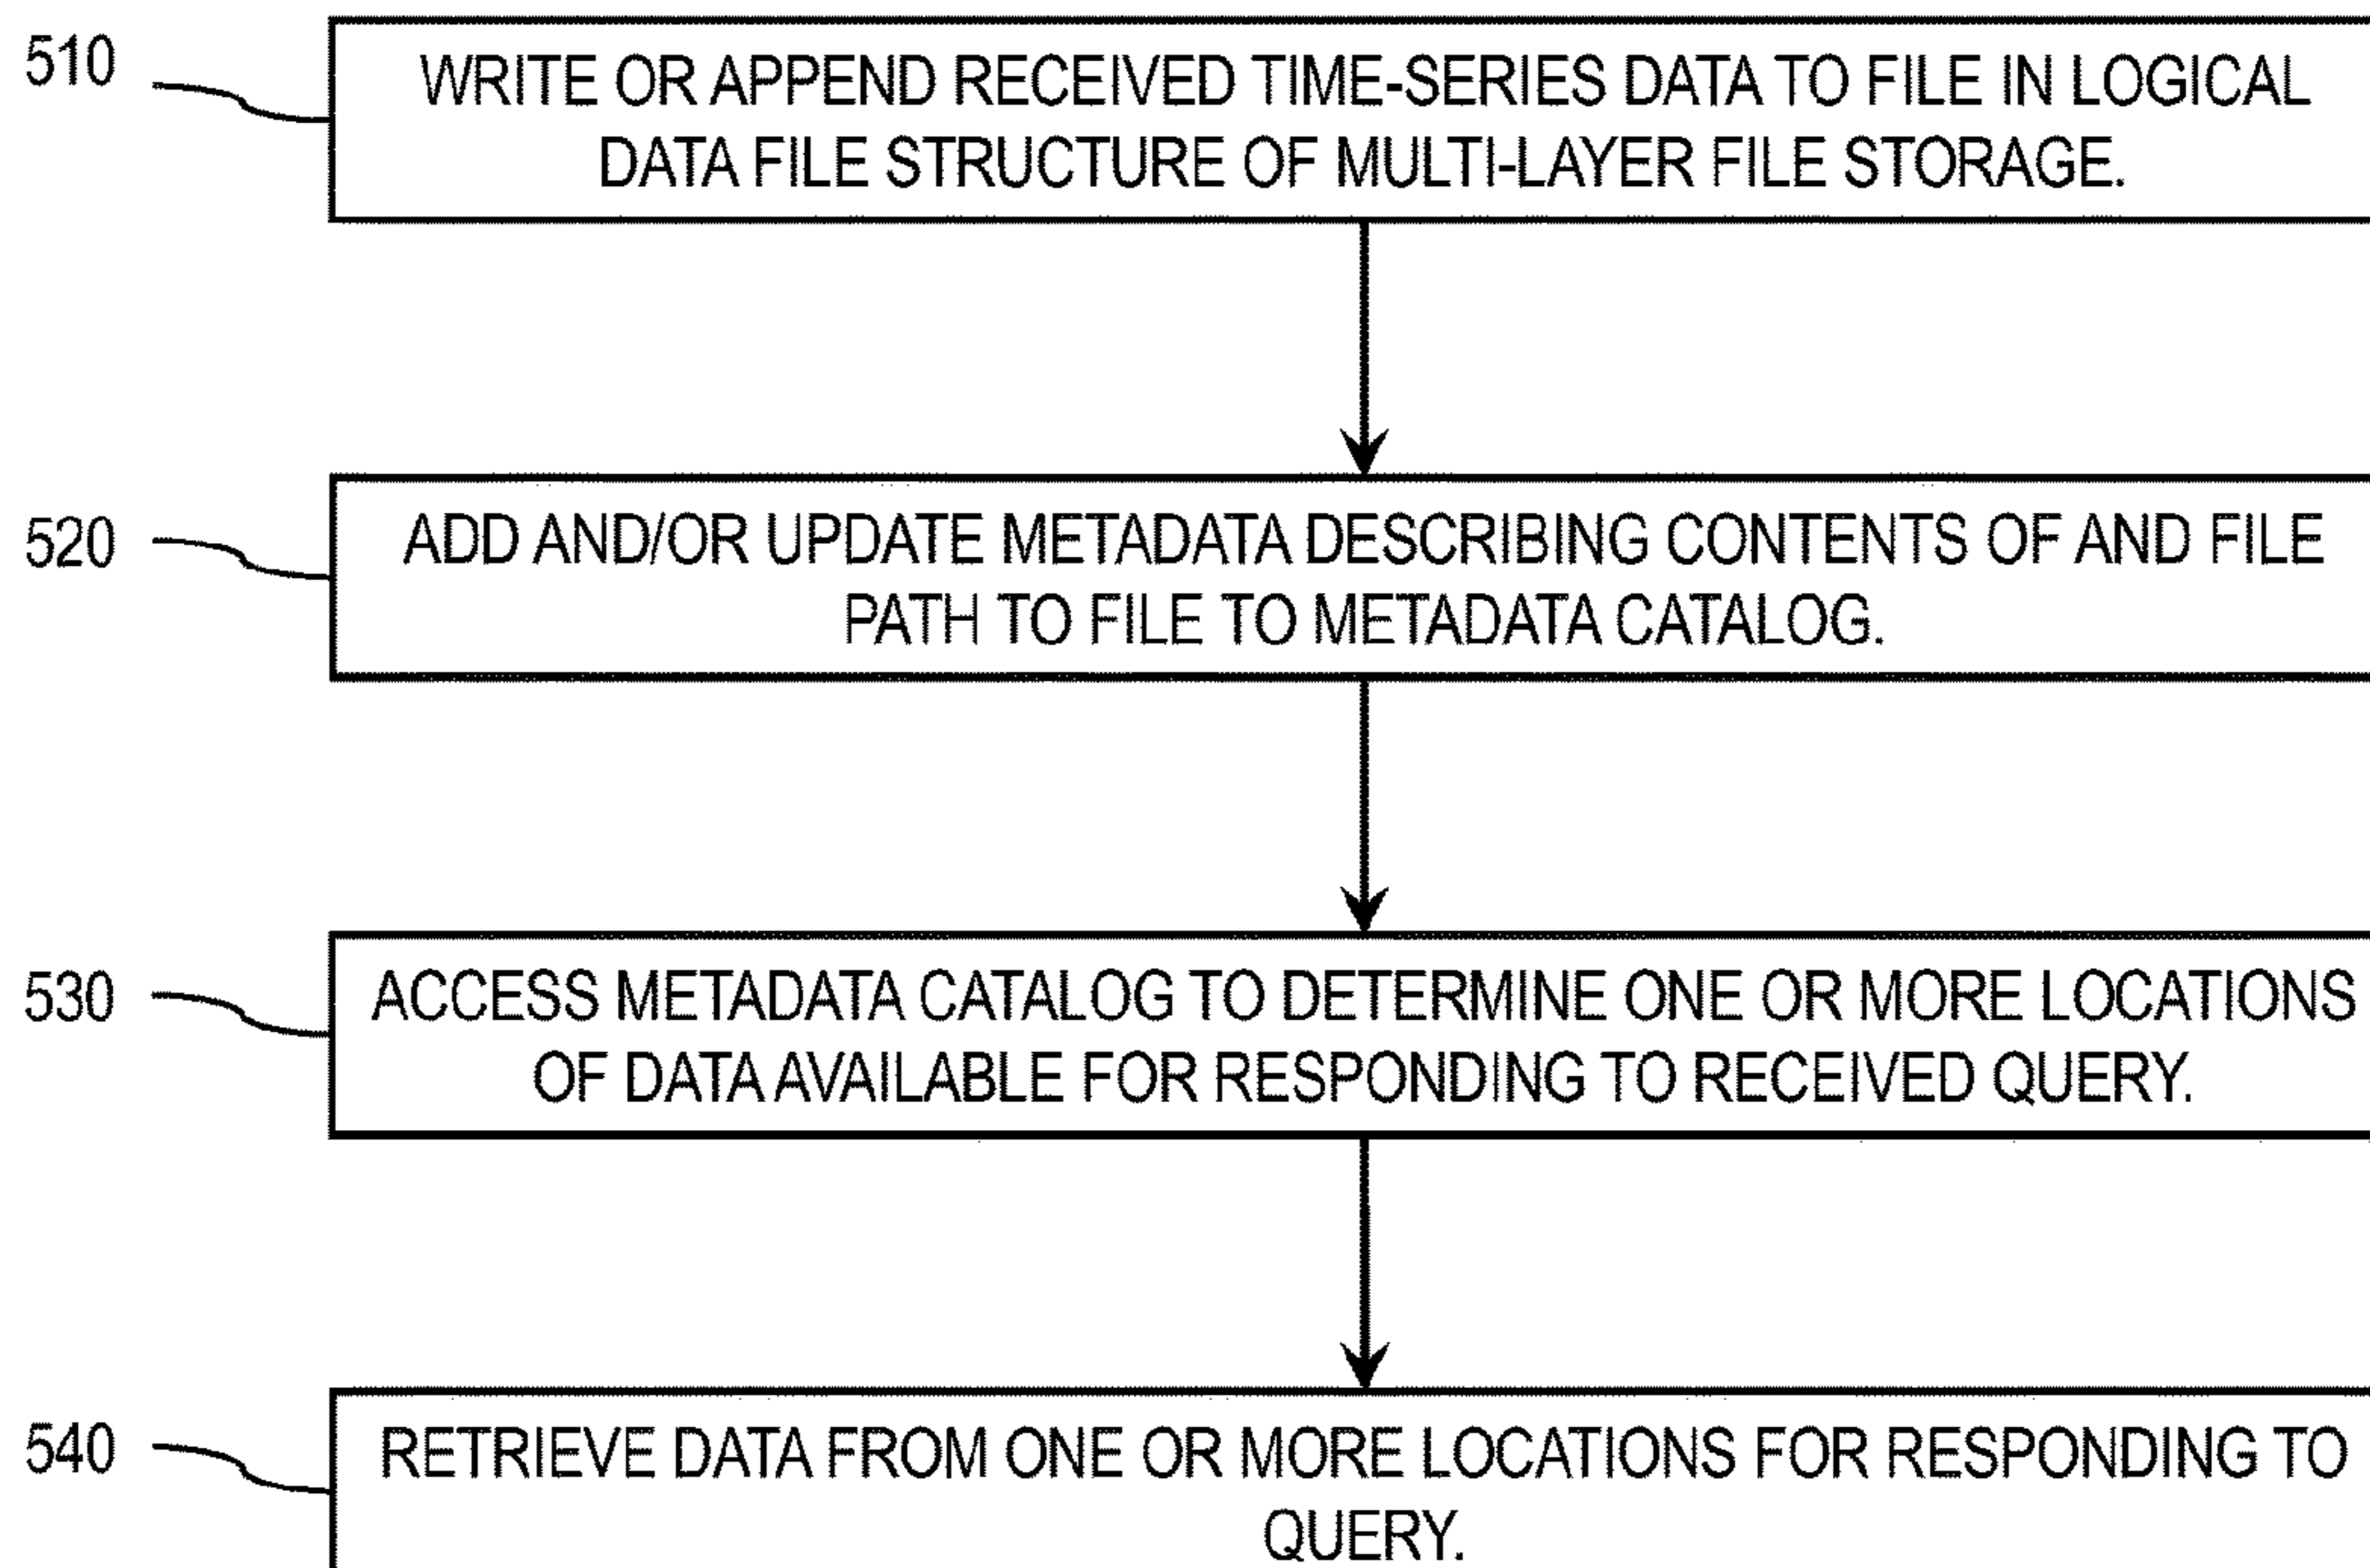 510
WRITE OR APPEND RECEIVED TIME-SERIES DATA TO FILE IN LOGICAL
DATA FILE STRUCTURE OF MULTI-LAYER FILE STORAGE.
520
ADD AND/OR UPDATE METADATA DESCRIBING CONTENTS OF AND FILE
PATH TO FILE TO METADATA CATALOG.
530
ACCESS METADATA CATALOG TO DETERMINE ONE OR MORE LOCATIONS
OF DATA AVAILABLE FOR RESPONDING TO RECEIVED QUERY.
540
RETRIEVE DATA FROM ONE OR MORE LOCATIONS FOR RESPONDING TO
QUERY.